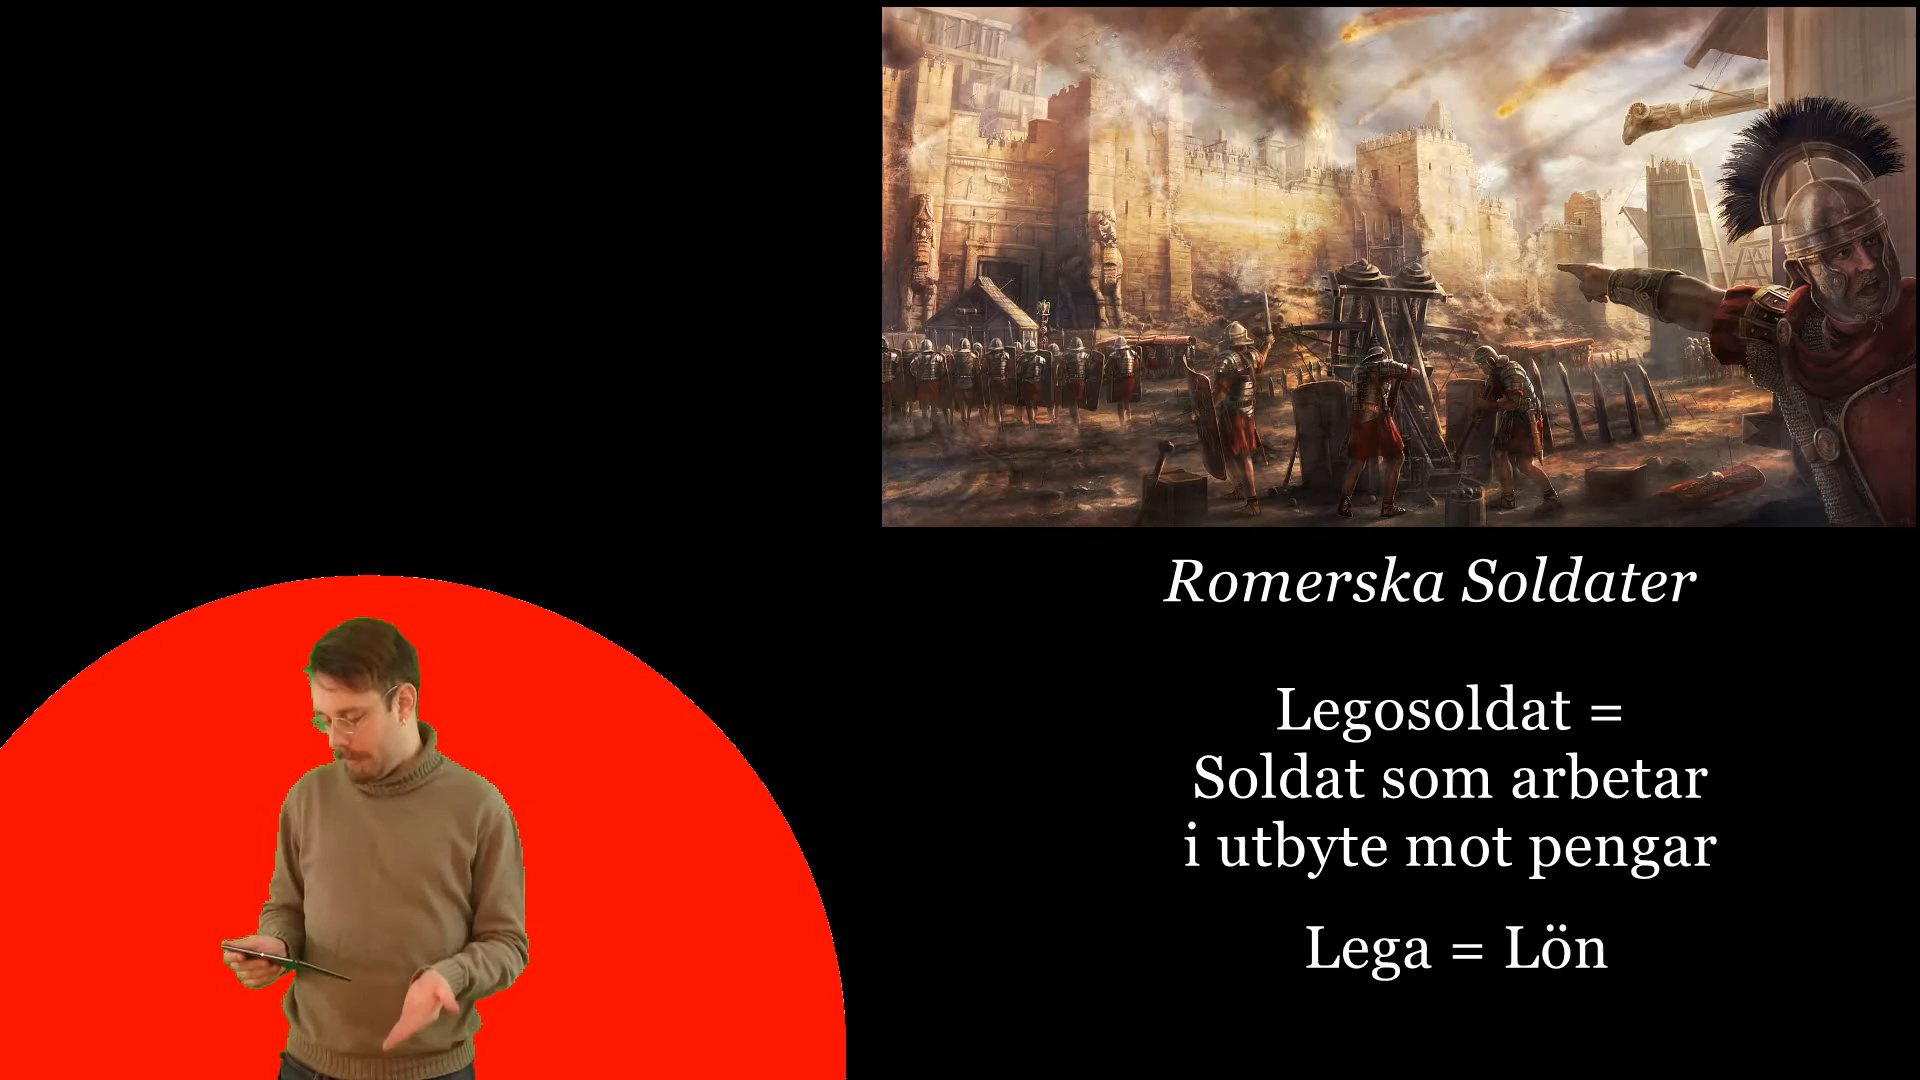 Romerska Soldater
Legosoldat =
Soldat som arbetar
i utbyte mot pengar
Lega = Lön